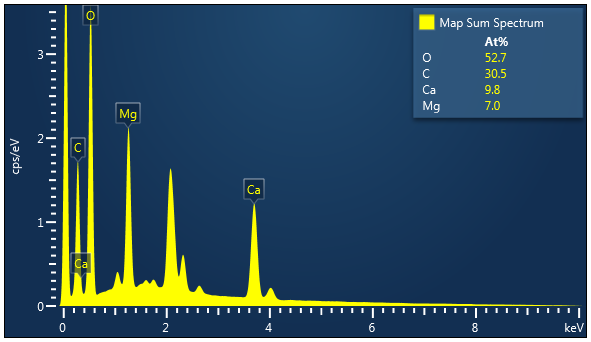 Map Sum Spectrum
At%
O 52.7
C 30.5
Ca 9.8
Mg 7.0
cps/eV
3
2
1
0
O
C
Ca
Mg
Ca
0 2 4 6 8 keV